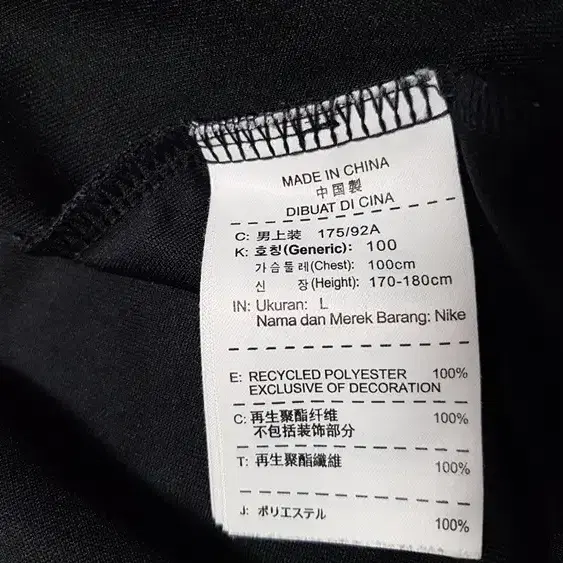 MADE IN CHINA
中国製
DIBUAT DI CINA
C: 男上装 175/92A
K: 호칭(Generic): 100
가슴둘레(Chest): 100cm
신 장(Height): 170-180cm
IN: Ukuran: L
Nama dan Merek Barang: Nike
E: RECYCLED POLYESTER 100%
EXCLUSIVE OF DECORATION
C: 再生聚酯纤维 100%
不包括装饰部分
T: 再生聚酯纖維 100%
J: ポリエステル 100%